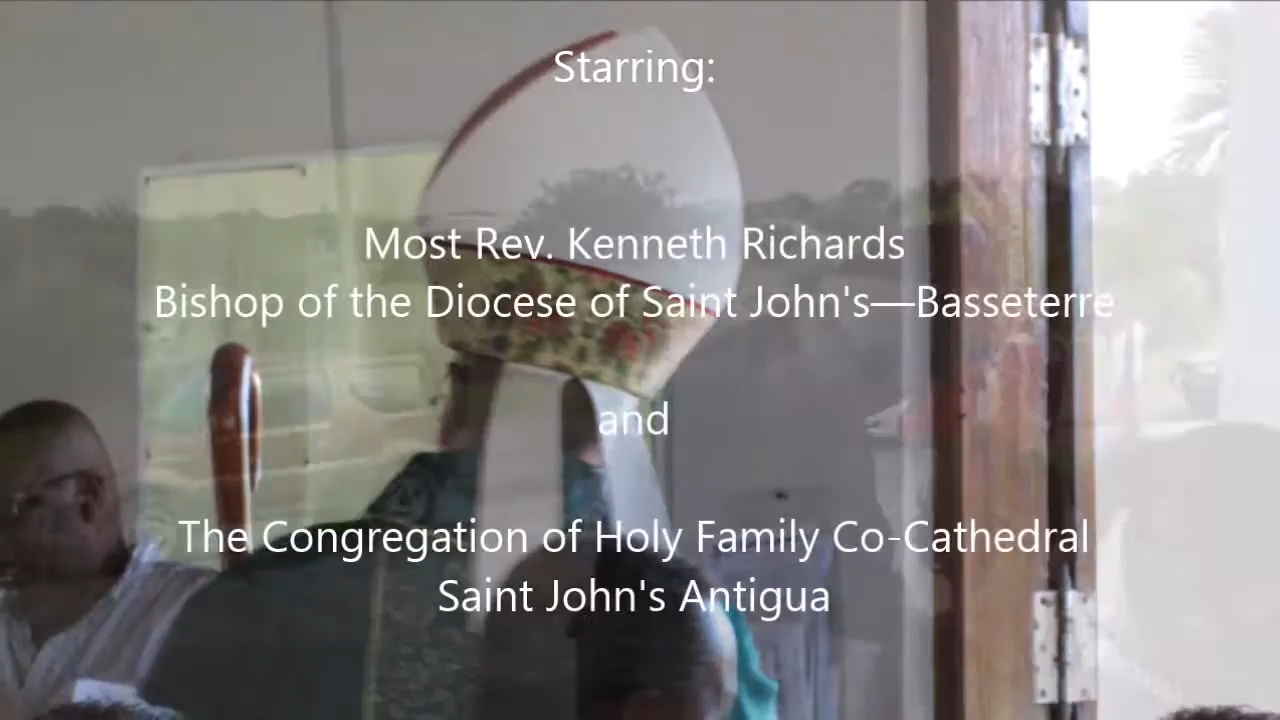 Starring:
Most Rev. Kenneth Richards
Bishop of the Diocese of Saint John's—Basseterre
and
The Congregation of Holy Family Co-Cathedral
Saint John's Antigua